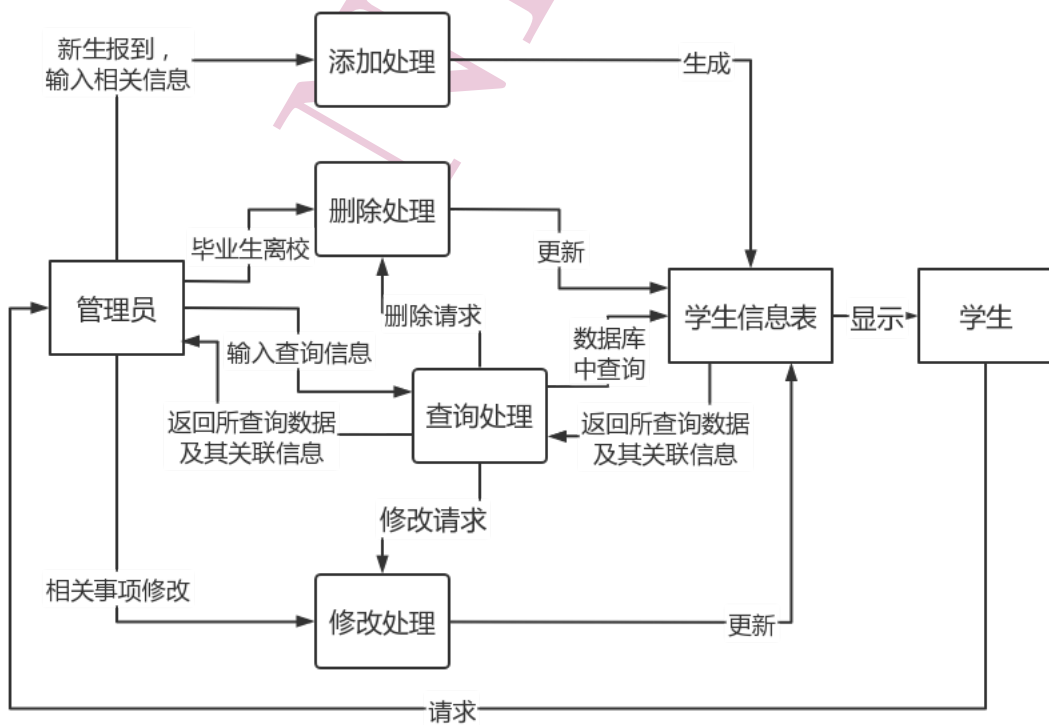 新生报到，
输入相关信息
添加处理
生成
删除处理
毕业生离校
更新
管理员
删除请求
学生信息表
显示
学生
输入查询信息
数据库
中查询
查询处理
返回所查询数据
及其关联信息
返回所查询数据
及其关联信息
修改请求
相关事项修改
修改处理
更新
请求